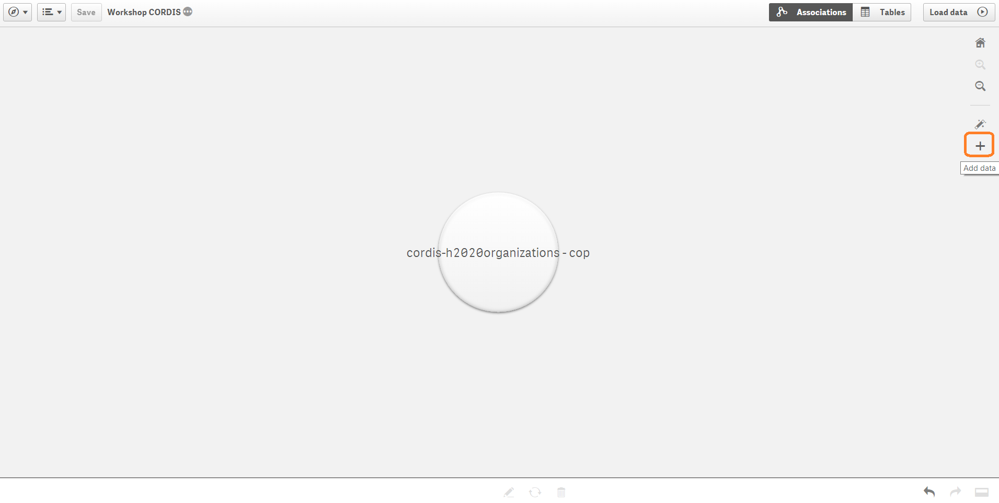 Save Workshop CORDIS Associations Tables Load data
Add data
cordis-h2020organizations - cop